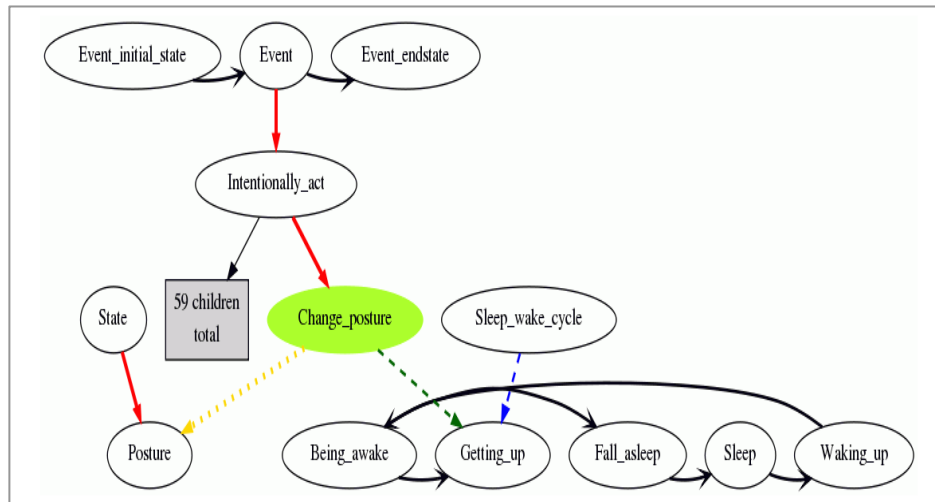 Event_initial_state
Event
Event_endstate
Intentionally_act
59 children
total
State
Change_posture
Sleep_wake_cycle
Posture
Being_awake
Getting_up
Fall_asleep
Sleep
Waking_up